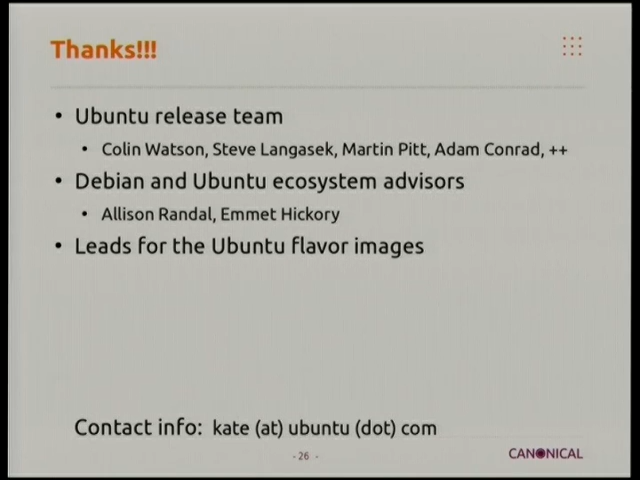 Thanks!!!
• Ubuntu release team
• Colin Watson, Steve Langasek, Martin Pitt, Adam Conrad, ++
• Debian and Ubuntu ecosystem advisors
• Allison Randal, Emmet Hickory
• Leads for the Ubuntu flavor images
Contact info: kate (at) ubuntu (dot) com
- 26 -
CANONICAL